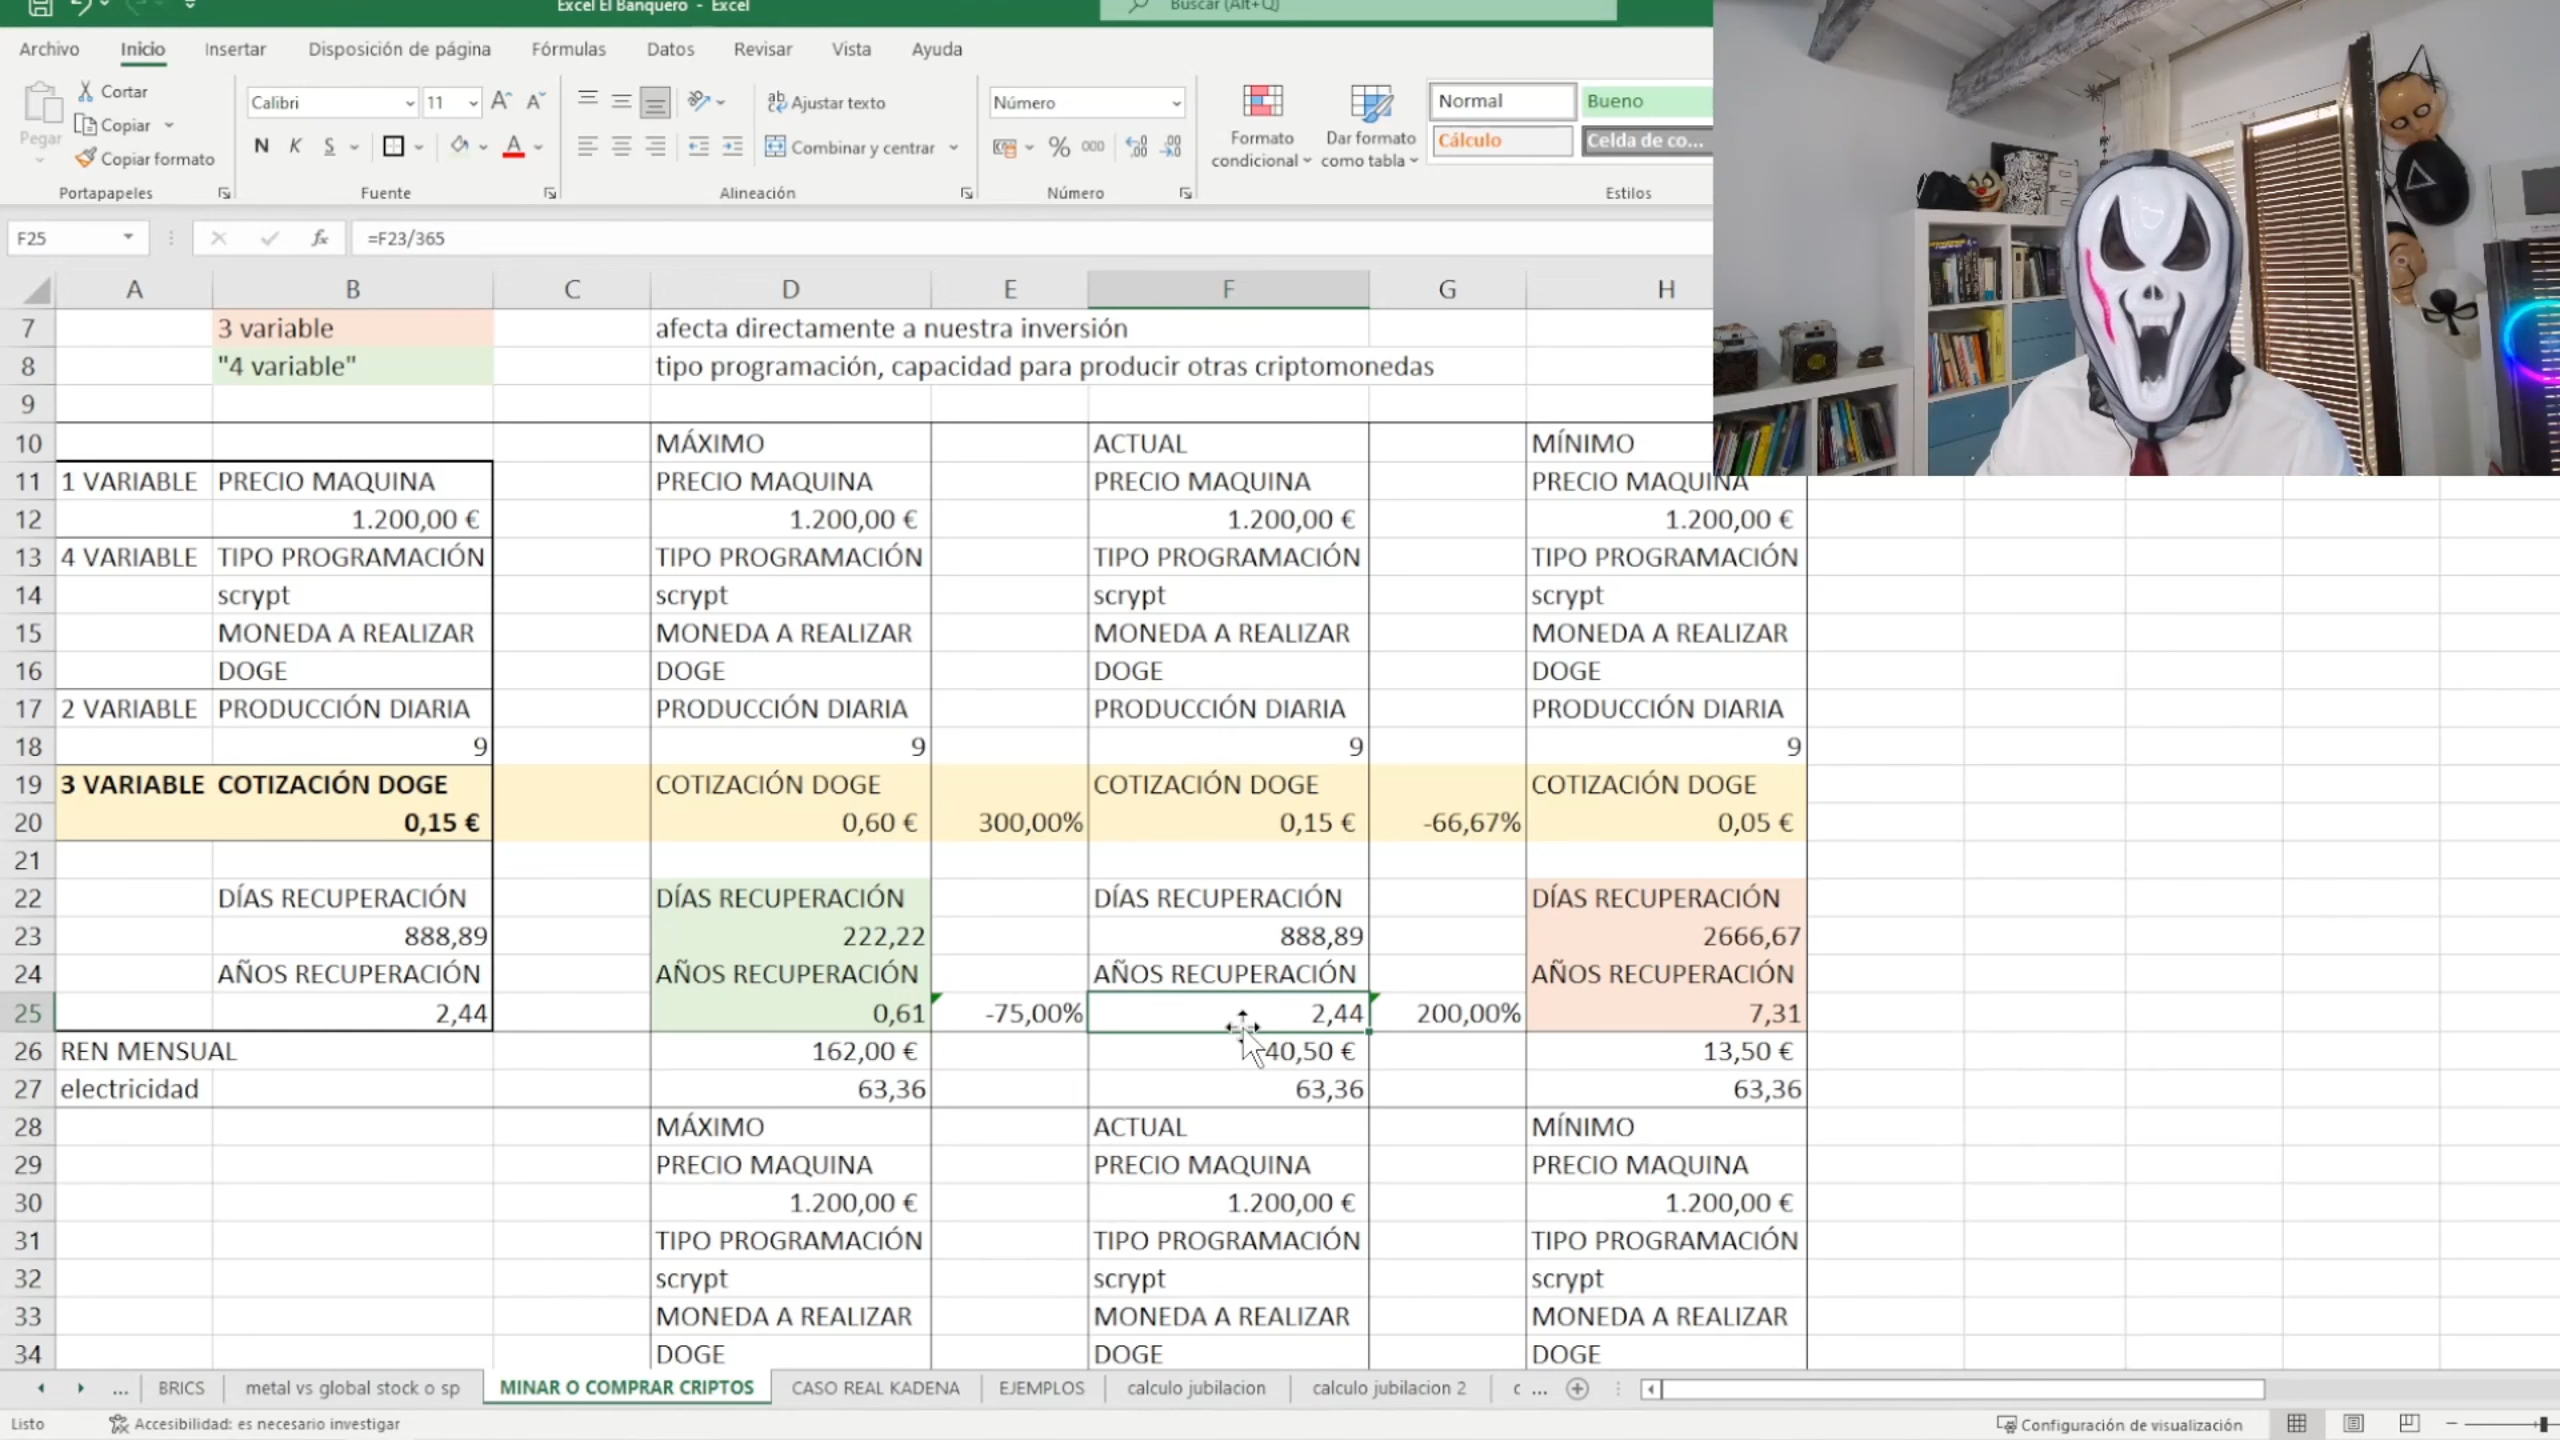 Excel El Banquero - Excel
Buscar (Alt+Q)
Archivo Inicio Insertar Disposición de página Fórmulas Datos Revisar Vista Ayuda
Pegar
Cortar
Copiar
Copiar formato
Portapapeles
Calibri 11
N K S
Fuente
Ajustar texto
Combinar y centrar
Alineación
Número
% 000
Número
Formato condicional
Dar formato como tabla
Normal Bueno
Cálculo Celda de co...
Estilos
F25 fx =F23/365
A B C D E F G H
7 3 variable afecta directamente a nuestra inversión
8 "4 variable" tipo programación, capacidad para producir otras criptomonedas
9
10 MÁXIMO ACTUAL MÍNIMO
11 1 VARIABLE PRECIO MAQUINA PRECIO MAQUINA PRECIO MAQUINA PRECIO MAQUINA
12 1.200,00 € 1.200,00 € 1.200,00 € 1.200,00 €
13 4 VARIABLE TIPO PROGRAMACIÓN TIPO PROGRAMACIÓN TIPO PROGRAMACIÓN TIPO PROGRAMACIÓN
14 scrypt scrypt scrypt scrypt
15 MONEDA A REALIZAR MONEDA A REALIZAR MONEDA A REALIZAR MONEDA A REALIZAR
16 DOGE DOGE DOGE DOGE
17 2 VARIABLE PRODUCCIÓN DIARIA PRODUCCIÓN DIARIA PRODUCCIÓN DIARIA PRODUCCIÓN DIARIA
18 9 9 9 9
19 3 VARIABLE COTIZACIÓN DOGE COTIZACIÓN DOGE COTIZACIÓN DOGE COTIZACIÓN DOGE
20 0,15 € 0,60 € 300,00% 0,15 € -66,67% 0,05 €
21
22 DÍAS RECUPERACIÓN DÍAS RECUPERACIÓN DÍAS RECUPERACIÓN DÍAS RECUPERACIÓN
23 888,89 222,22 888,89 2666,67
24 AÑOS RECUPERACIÓN AÑOS RECUPERACIÓN AÑOS RECUPERACIÓN AÑOS RECUPERACIÓN
25 2,44 0,61 -75,00% 2,44 200,00% 7,31
26 REN MENSUAL 162,00 € 40,50 € 13,50 €
27 electricidad 63,36 63,36 63,36
28 MÁXIMO ACTUAL MÍNIMO
29 PRECIO MAQUINA PRECIO MAQUINA PRECIO MAQUINA
30 1.200,00 € 1.200,00 € 1.200,00 €
31 TIPO PROGRAMACIÓN TIPO PROGRAMACIÓN TIPO PROGRAMACIÓN
32 scrypt scrypt scrypt
33 MONEDA A REALIZAR MONEDA A REALIZAR MONEDA A REALIZAR
34 DOGE DOGE DOGE
... BRICS metal vs global stock o sp MINAR O COMPRAR CRIPTOS CASO REAL KADENA EJEMPLOS calculo jubilacion calculo jubilacion 2 c ...
Listo Accesibilidad: es necesario investigar Configuración de visualización